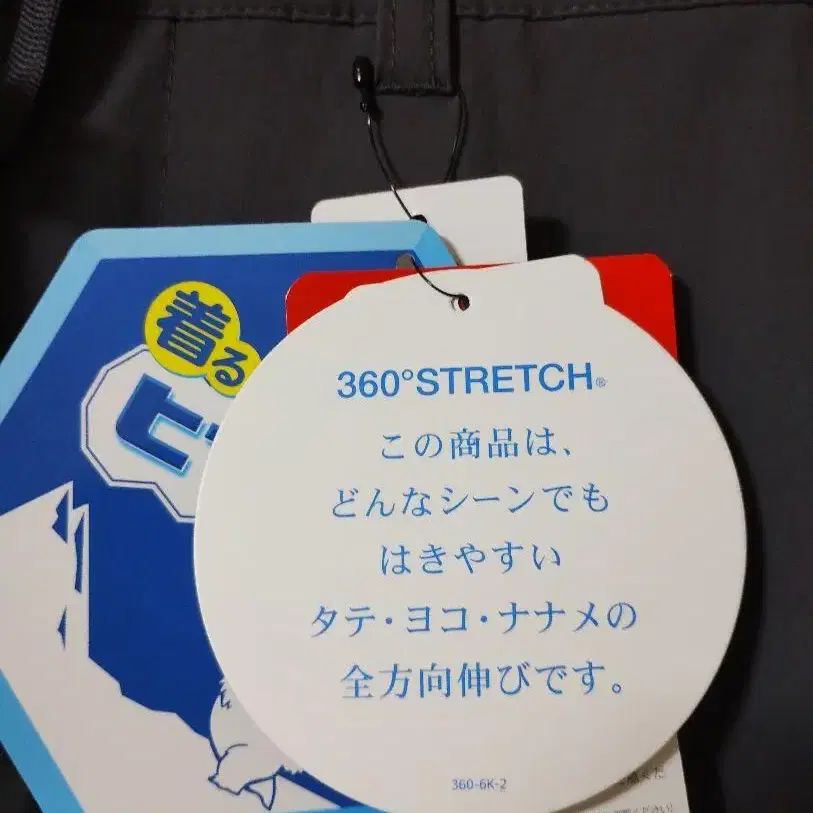 着る
ヒ
360°STRETCH®
この商品は、
どんなシーンでも
はきやすい
タテ・ヨコ・ナナメの
全方向伸びです。
360-6K-2